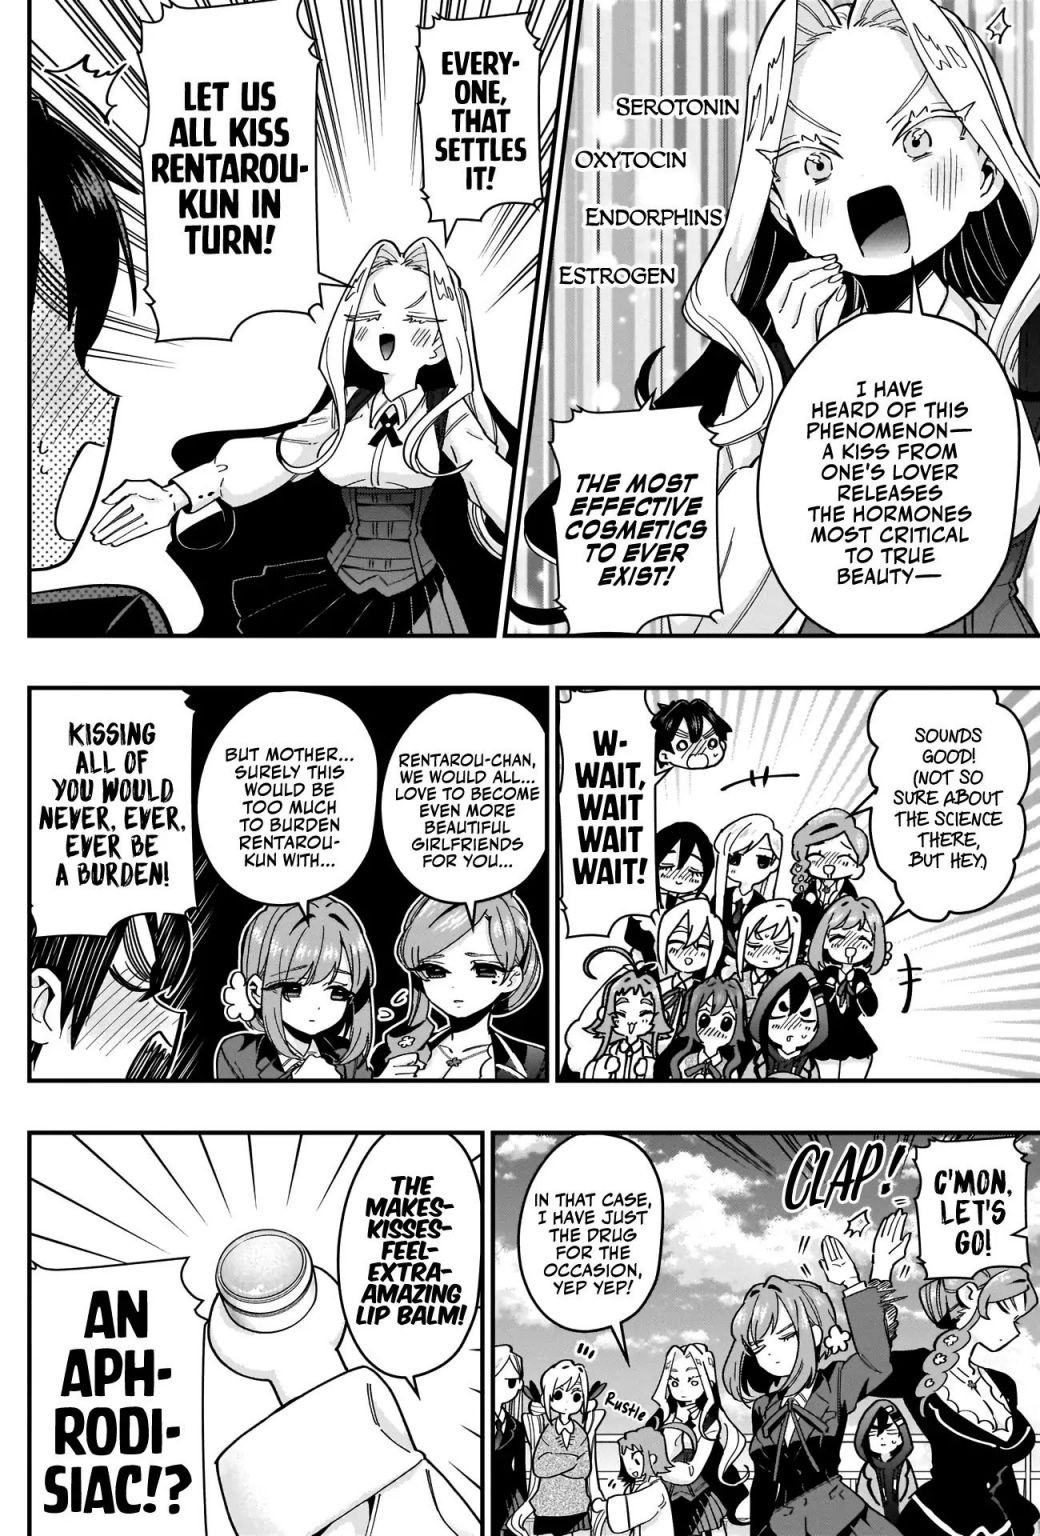 SEROTONIN
OXYTOCIN
ENDORPHINS
ESTROGEN
I HAVE
HEARD OF THIS
PHENOMENON—
A KISS FROM
ONE'S LOVER
RELEASES
THE HORMONES
MOST CRITICAL
TO TRUE
BEAUTY—
THE MOST
EFFECTIVE
COSMETICS
TO EVER
EXIST!
EVERY-
ONE,
THAT
SETTLES
IT!
LET US
ALL KISS
RENTAROU-
KUN IN
TURN!
SOUNDS
GOOD!
(NOT SO
SURE ABOUT
THE SCIENCE
THERE,
BUT HEY.)
W-
WAIT,
WAIT
WAIT
WAIT!
RENTAROU-CHAN,
WE WOULD ALL...
LOVE TO BECOME
EVEN MORE
BEAUTIFUL
GIRLFRIENDS
FOR YOU...
BUT MOTHER...
SURELY THIS
WOULD BE
TOO MUCH
TO BURDEN
RENTAROU-
KUN WITH...
KISSING
ALL OF
YOU WOULD
NEVER, EVER,
EVER BE
A BURDEN!
C'MON,
LET'S
GO!
CLAP!
IN THAT CASE,
I HAVE JUST
THE DRUG
FOR THE
OCCASION,
YEP YEP!
Rustle
THE
MAKES-
KISSES-
FEEL-
EXTRA-
AMAZING
LIP BALM!
AN
APH-
RODI-
SIAC!?